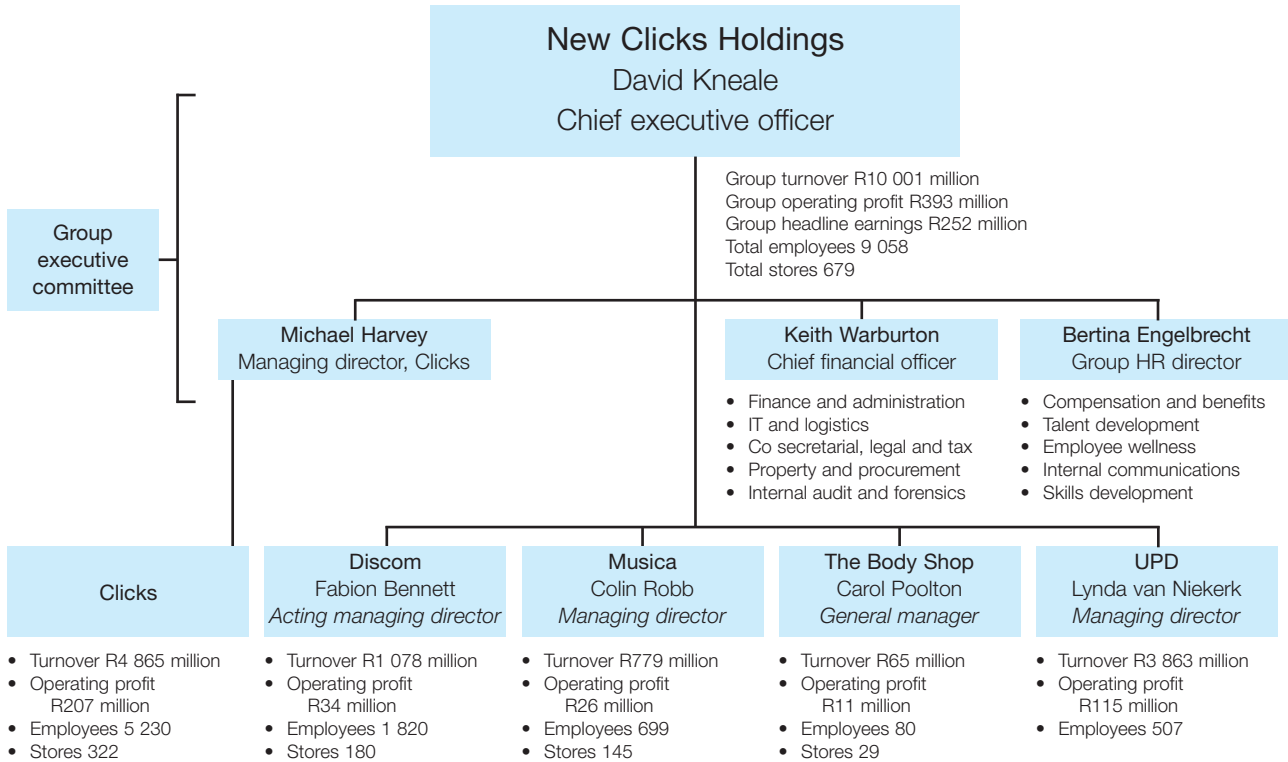 New Clicks Holdings
David Kneale
Chief executive officer
Group turnover R10 001 million
Group operating profit R393 million
Group headline earnings R252 million
Total employees 9 058
Total stores 679
Group
executive
committee
Michael Harvey
Managing director, Clicks
Keith Warburton
Chief financial officer
• Finance and administration
• IT and logistics
• Co secretarial, legal and tax
• Property and procurement
• Internal audit and forensics
Bertina Engelbrecht
Group HR director
• Compensation and benefits
• Talent development
• Employee wellness
• Internal communications
• Skills development
Clicks
• Turnover R4 865 million
• Operating profit
R207 million
• Employees 5 230
• Stores 322
Discom
Fabion Bennett
Acting managing director
• Turnover R1 078 million
• Operating profit
R34 million
• Employees 1 820
• Stores 180
Musica
Colin Robb
Managing director
• Turnover R779 million
• Operating profit
R26 million
• Employees 699
• Stores 145
The Body Shop
Carol Poolton
General manager
• Turnover R65 million
• Operating profit
R11 million
• Employees 80
• Stores 29
UPD
Lynda van Niekerk
Managing director
• Turnover R3 863 million
• Operating profit
R115 million
• Employees 507